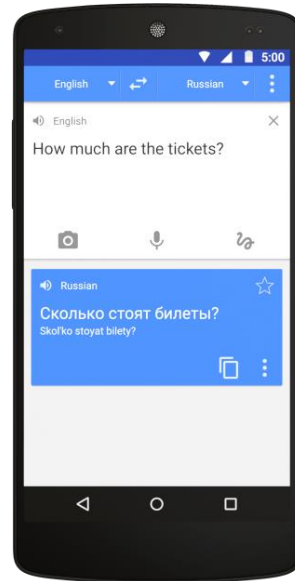 5:00
English Russian
English
How much are the tickets?
Russian
Сколько стоят билеты?
Skol'ko stoyat bilety?